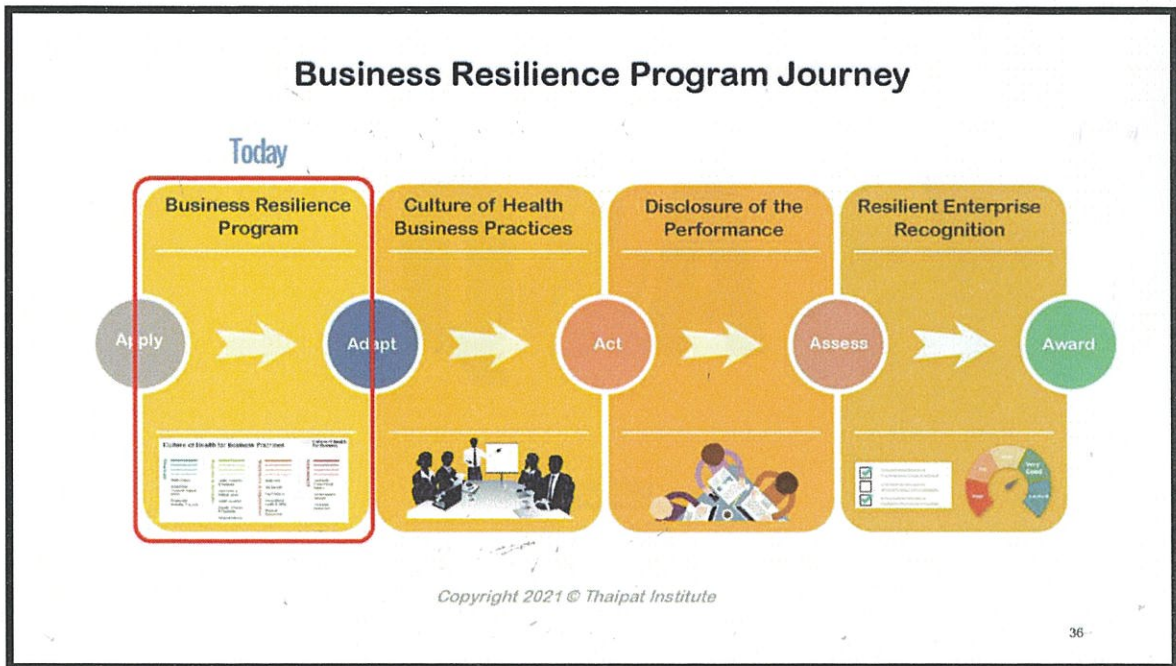 Business Resilience Program Journey
Today
Business Resilience
Program
Culture of Health
Business Practices
Disclosure of the
Performance
Resilient Enterprise
Recognition
Apply
Adapt
Act
Assess
Award
Culture of Health for Business Practices
Very
Good
Copyright 2021 © Thaipat Institute
36